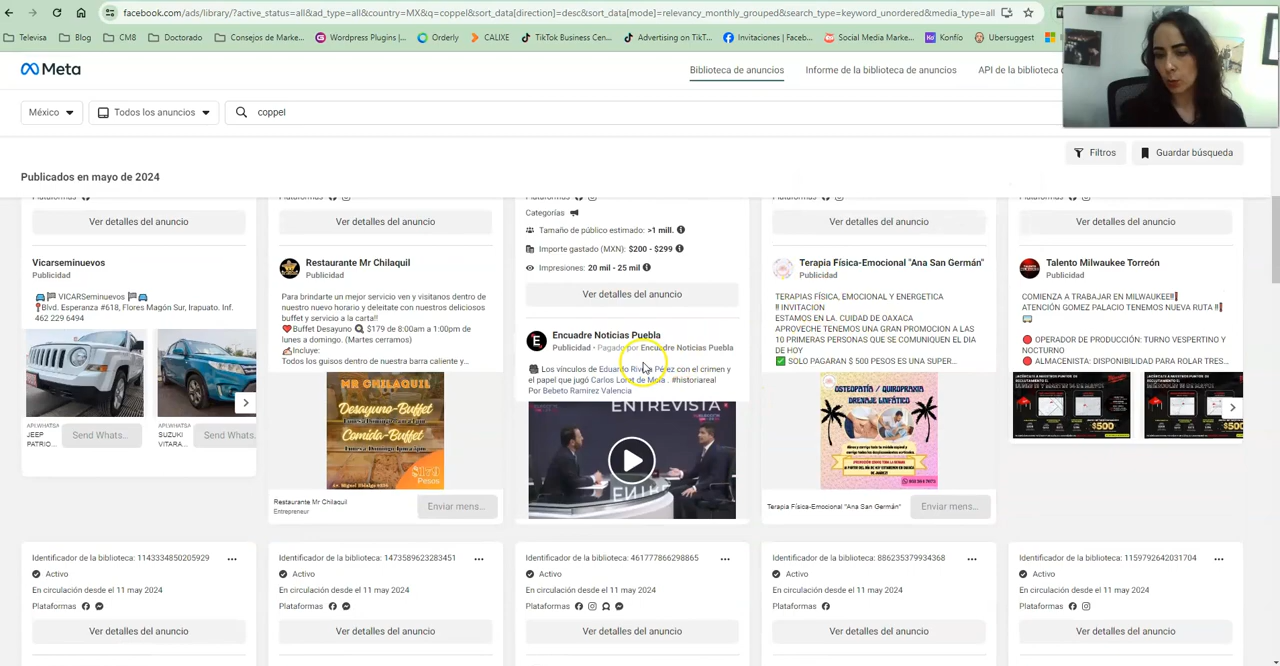 facebook.com/ads/library/?active_status=all&ad_type=all&country=MX&q=coppel&sort_data[direction]=desc&sort_data[mode]=relevancy_monthly_grouped&search_type=keyword_unordered&media_type=all
Televisa Blog CM8 Doctorado Consejos de Marke... Wordpress Plugins |... Orderly CALIXE TikTok Business Cen... Advertising on TikT... Invitaciones | Faceb... Social Media Marke... Konfío Ubersuggest
Meta
Biblioteca de anuncios
Informe de la biblioteca de anuncios
API de la biblioteca
México
Todos los anuncios
coppel
Filtros
Guardar búsqueda
Publicados en mayo de 2024
Plataformas
Ver detalles del anuncio
Vicarseminuevos
Publicidad
VICARSeminuevos
Blvd. Esperanza #618, Flores Magón Sur, Irapuato. Inf.
462 229 6494
JEEP
PATRIO...
Send Whats...
SUZUKI
VITARA...
Send Whats...
Plataformas
Ver detalles del anuncio
Restaurante Mr Chilaquil
Publicidad
Para brindarte un mejor servicio ven y visitanos dentro de
nuestro nuevo horario y deleitate con nuestros deliciosos
buffet y servicio a la carta!!
Buffet Desayuno $179 de 8:00am a 1:00pm de
lunes a domingo. (Martes cerramos)
Incluye:
Todos los guisos dentro de nuestra barra caliente y...
MR CHILAQUIL
Desayuno-Buffet
Comida-Buffet
Pesos
Restaurante Mr Chilaquil
Entrepreneur
Enviar mens...
Plataformas
Categorías
Tamaño de público estimado: >1 mill.
Importe gastado (MXN): $200 - $299
Impresiones: 20 mil - 25 mil
Ver detalles del anuncio
Encuadre Noticias Puebla
Publicidad • Pagado por Encuadre Noticias Puebla
Los vínculos de Eduardo Rivera Pérez con el crimen y
el papel que jugó Carlos Loret de Mola . #historiareal
Por Bebeto Ramírez Valencia
ENTREVISTA
Plataformas
Ver detalles del anuncio
Terapia Física-Emocional "Ana San Germán"
Publicidad
TERAPIAS FÍSICA, EMOCIONAL Y ENERGETICA
!! INVITACION
ESTAMOS EN LA. CUIDAD DE OAXACA
APROVECHE TENEMOS UNA GRAN PROMOCION A LAS
10 PRIMERAS PERSONAS QUE SE COMUNIQUEN EL DIA
DE HOY
SOLO PAGARAN $ 500 PESOS ES UNA SUPER...
OSTEOPATÍA / QUIROPRAXIA
DRENAJE LINFÁTICO
Terapia Física-Emocional "Ana San Germán"
Enviar mens...
Plataformas
Ver detalles del anuncio
Talento Milwaukee Torreón
Publicidad
COMIENZA A TRABAJAR EN MILWAUKEE!!
ATENCIÓN GOMEZ PALACIO TENEMOS NUEVA RUTA !!
OPERADOR DE PRODUCCIÓN: TURNO VESPERTINO Y
NOCTURNO
ALMACENISTA: DISPONIBILIDAD PARA ROLAR TRES...
$500
Identificador de la biblioteca: 1143334850205929
Activo
En circulación desde el 11 may 2024
Plataformas
Ver detalles del anuncio
Identificador de la biblioteca: 1473589623283451
Activo
En circulación desde el 11 may 2024
Plataformas
Ver detalles del anuncio
Identificador de la biblioteca: 461777866298865
Activo
En circulación desde el 11 may 2024
Plataformas
Ver detalles del anuncio
Identificador de la biblioteca: 886235379934368
Activo
En circulación desde el 11 may 2024
Plataformas
Ver detalles del anuncio
Identificador de la biblioteca: 1159792642031704
Activo
En circulación desde el 11 may 2024
Plataformas
Ver detalles del anuncio